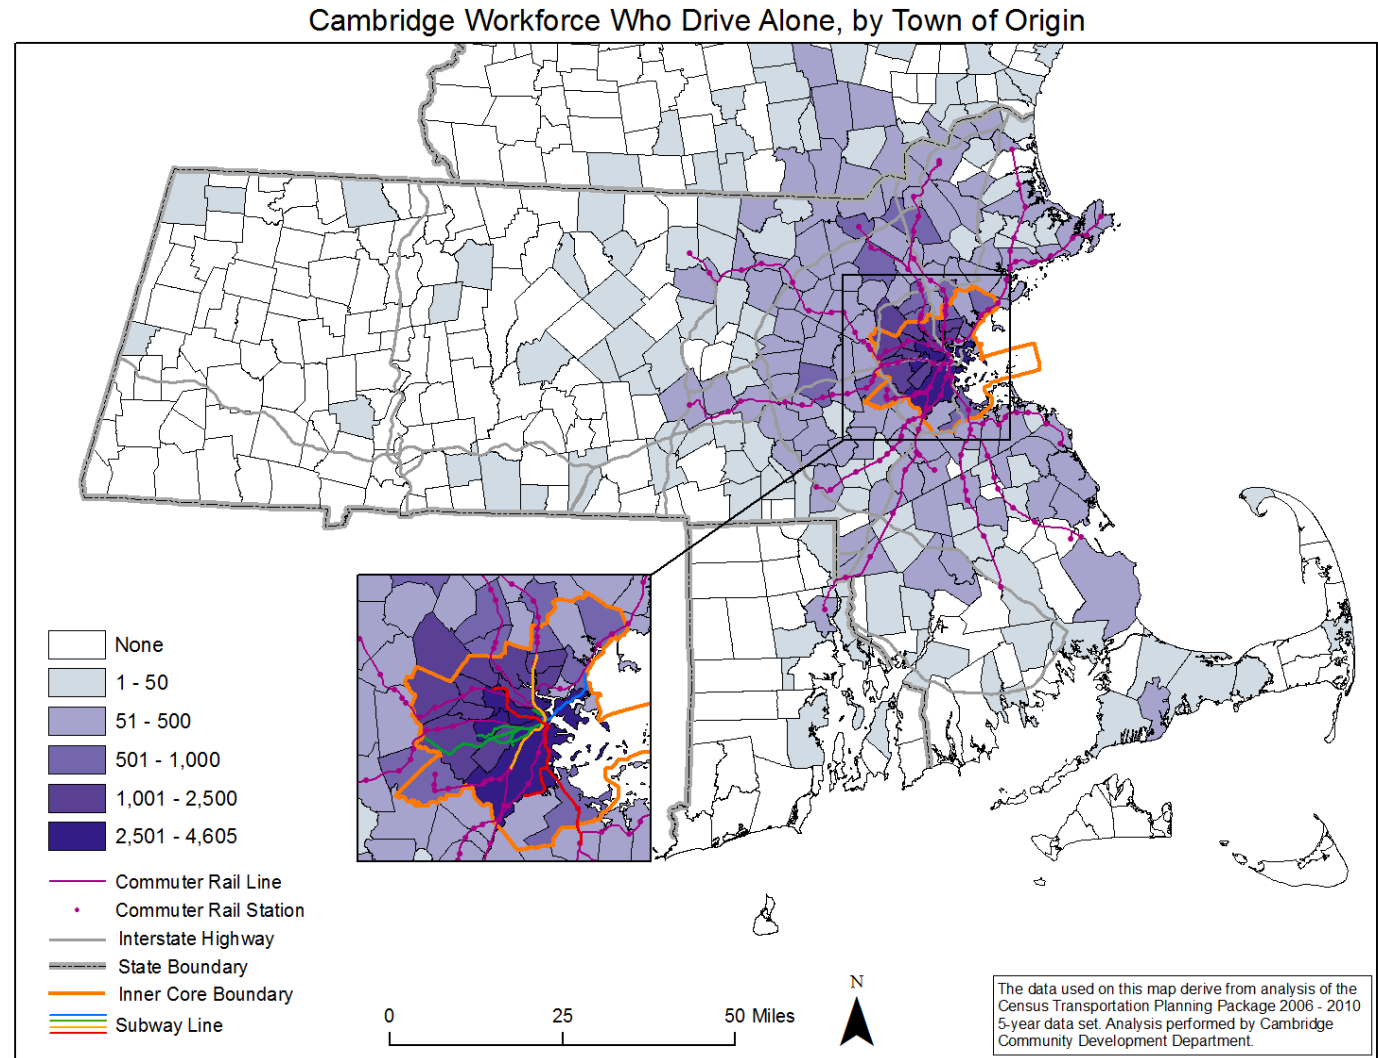 Cambridge Workforce Who Drive Alone, by Town of Origin
None
1 - 50
51 - 500
501 - 1,000
1,001 - 2,500
2,501 - 4,605
Commuter Rail Line
Commuter Rail Station
Interstate Highway
State Boundary
Inner Core Boundary
Subway Line
0 25 50 Miles
N
The data used on this map derive from analysis of the
Census Transportation Planning Package 2006 - 2010
5-year data set. Analysis performed by Cambridge
Community Development Department.